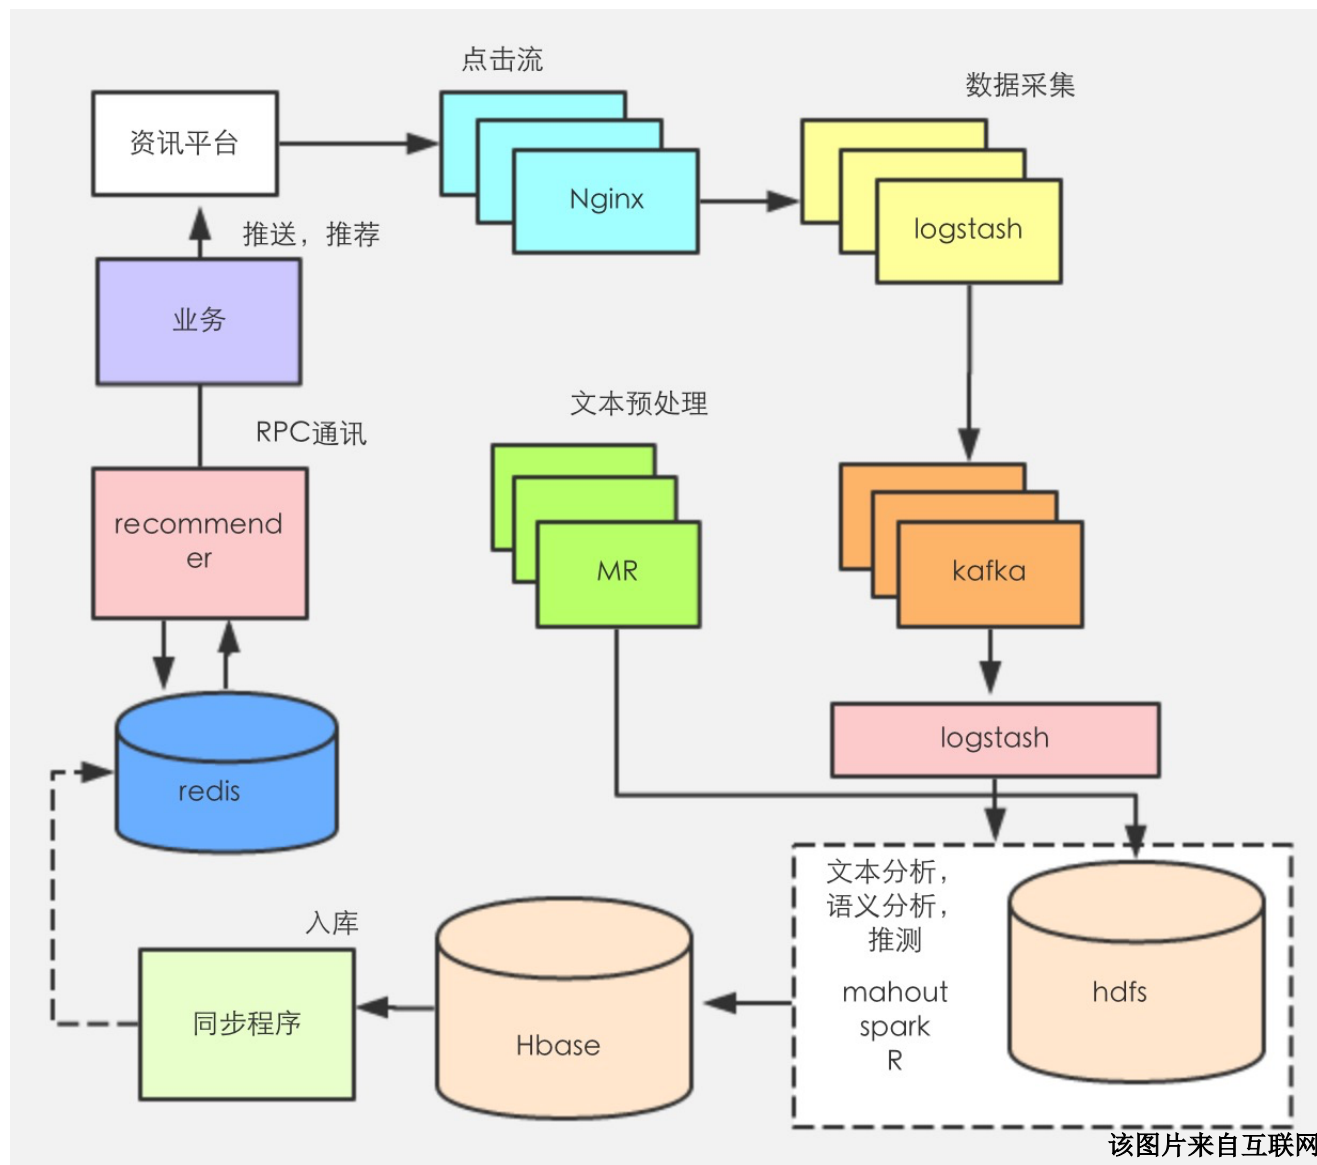 点击流
数据采集
资讯平台
Nginx
logstash
推送，推荐
业务
文本预处理
RPC通讯
recommend
er
MR
kafka
logstash
redis
文本分析，
语义分析，
推测
mahout
spark
R
hdfs
入库
同步程序
Hbase
该图片来自互联网